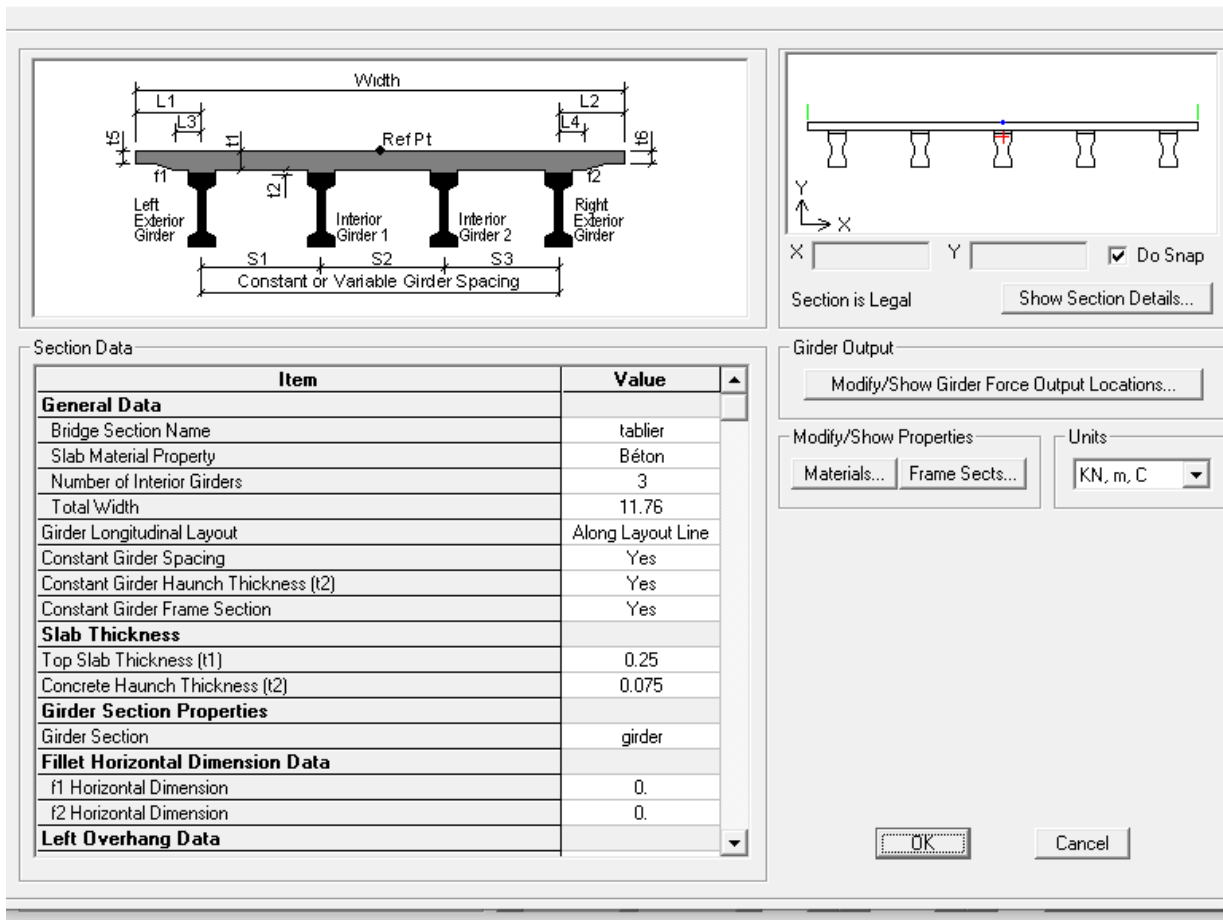 Width
L1
L2
L3
L4
t5
t1
Ref Pt
t6
f1
t2
f2
Left Exterior Girder
Interior Girder 1
Interior Girder 2
Right Exterior Girder
S1
S2
S3
Constant or Variable Girder Spacing
Y
X
X
Y
Do Snap
Section is Legal
Show Section Details...
Section Data
Item Value
General Data
Bridge Section Name tablier
Slab Material Property Béton
Number of Interior Girders 3
Total Width 11.76
Girder Longitudinal Layout Along Layout Line
Constant Girder Spacing Yes
Constant Girder Haunch Thickness (t2) Yes
Constant Girder Frame Section Yes
Slab Thickness
Top Slab Thickness (t1) 0.25
Concrete Haunch Thickness (t2) 0.075
Girder Section Properties
Girder Section girder
Fillet Horizontal Dimension Data
f1 Horizontal Dimension 0.
f2 Horizontal Dimension 0.
Left Overhang Data
Girder Output
Modify/Show Girder Force Output Locations...
Modify/Show Properties
Materials...
Frame Sects...
Units
KN, m, C
OK
Cancel